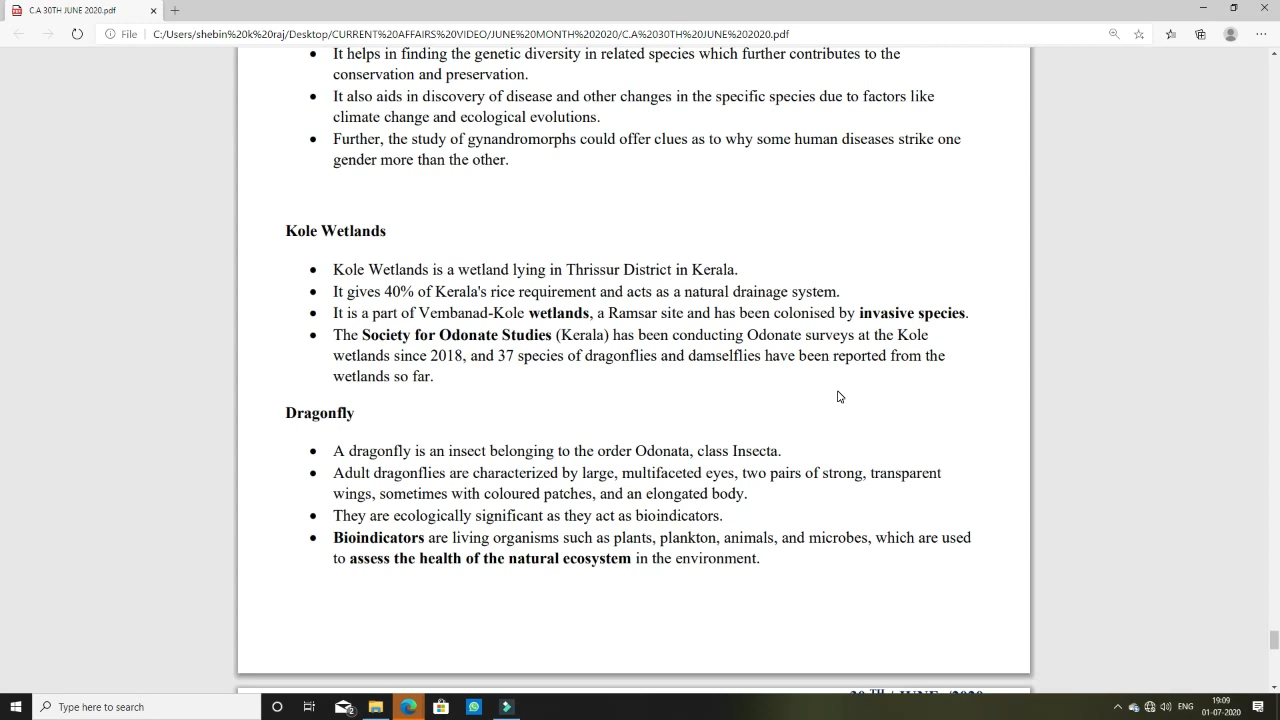 C.A 30TH JUNE 2020.pdf
File
C:/Users/shebin%20k%20raj/Desktop/CURRENT%20AFFAIRS%20VIDEO/JUNE%20MONTH%202020/C.A%2030TH%20JUNE%202020.pdf
• It helps in finding the genetic diversity in related species which further contributes to the
conservation and preservation.
• It also aids in discovery of disease and other changes in the specific species due to factors like
climate change and ecological evolutions.
• Further, the study of gynandromorphs could offer clues as to why some human diseases strike one
gender more than the other.
Kole Wetlands
• Kole Wetlands is a wetland lying in Thrissur District in Kerala.
• It gives 40% of Kerala's rice requirement and acts as a natural drainage system.
• It is a part of Vembanad-Kole wetlands, a Ramsar site and has been colonised by invasive species.
• The Society for Odonate Studies (Kerala) has been conducting Odonate surveys at the Kole
wetlands since 2018, and 37 species of dragonflies and damselflies have been reported from the
wetlands so far.
Dragonfly
• A dragonfly is an insect belonging to the order Odonata, class Insecta.
• Adult dragonflies are characterized by large, multifaceted eyes, two pairs of strong, transparent
wings, sometimes with coloured patches, and an elongated body.
• They are ecologically significant as they act as bioindicators.
• Bioindicators are living organisms such as plants, plankton, animals, and microbes, which are used
to assess the health of the natural ecosystem in the environment.
Type here to search
ENG
19:09
01-07-2020